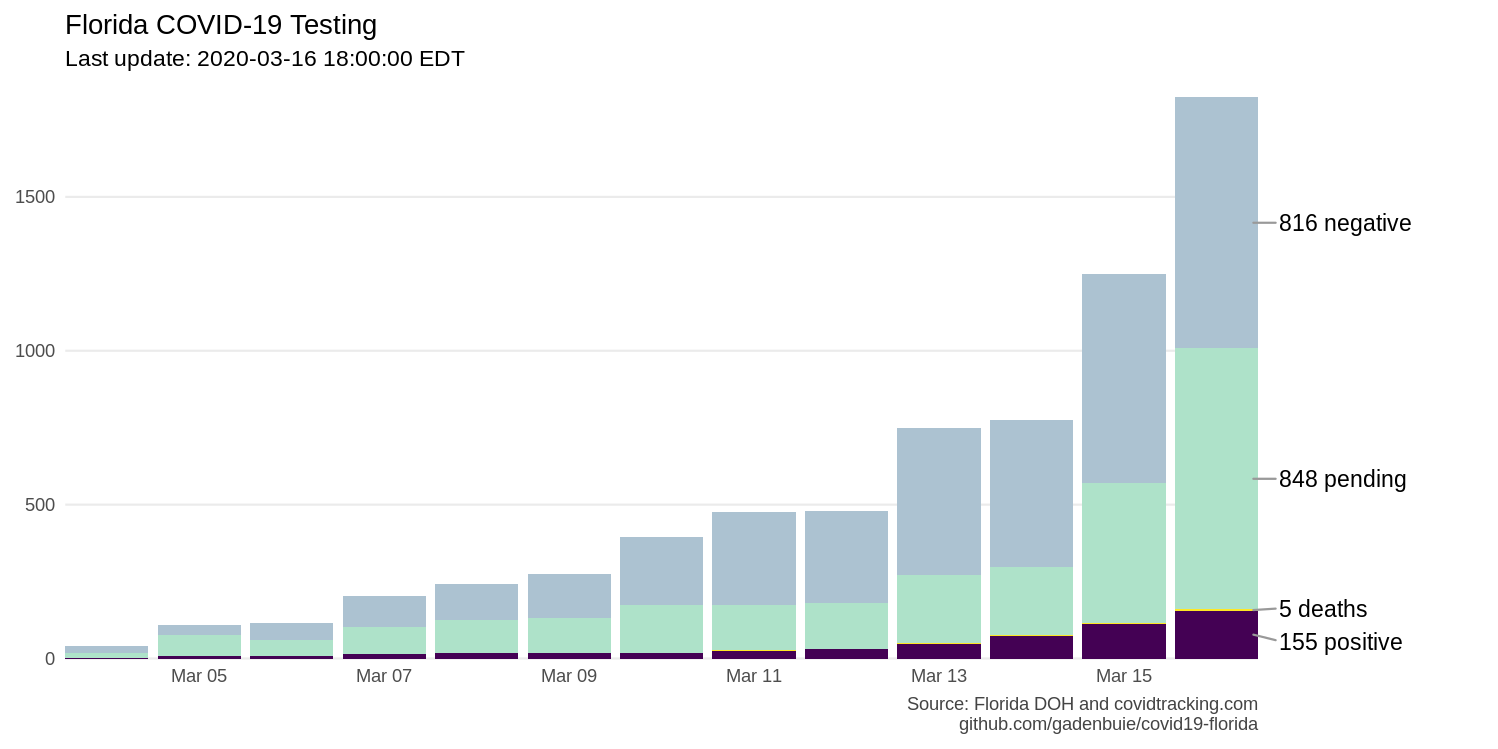 Florida COVID-19 Testing
Last update: 2020-03-16 18:00:00 EDT
1500
1000
500
0
816 negative
848 pending
5 deaths
155 positive
Mar 05
Mar 07
Mar 09
Mar 11
Mar 13
Mar 15
Source: Florida DOH and covidtracking.com
github.com/gadenbuie/covid19-florida